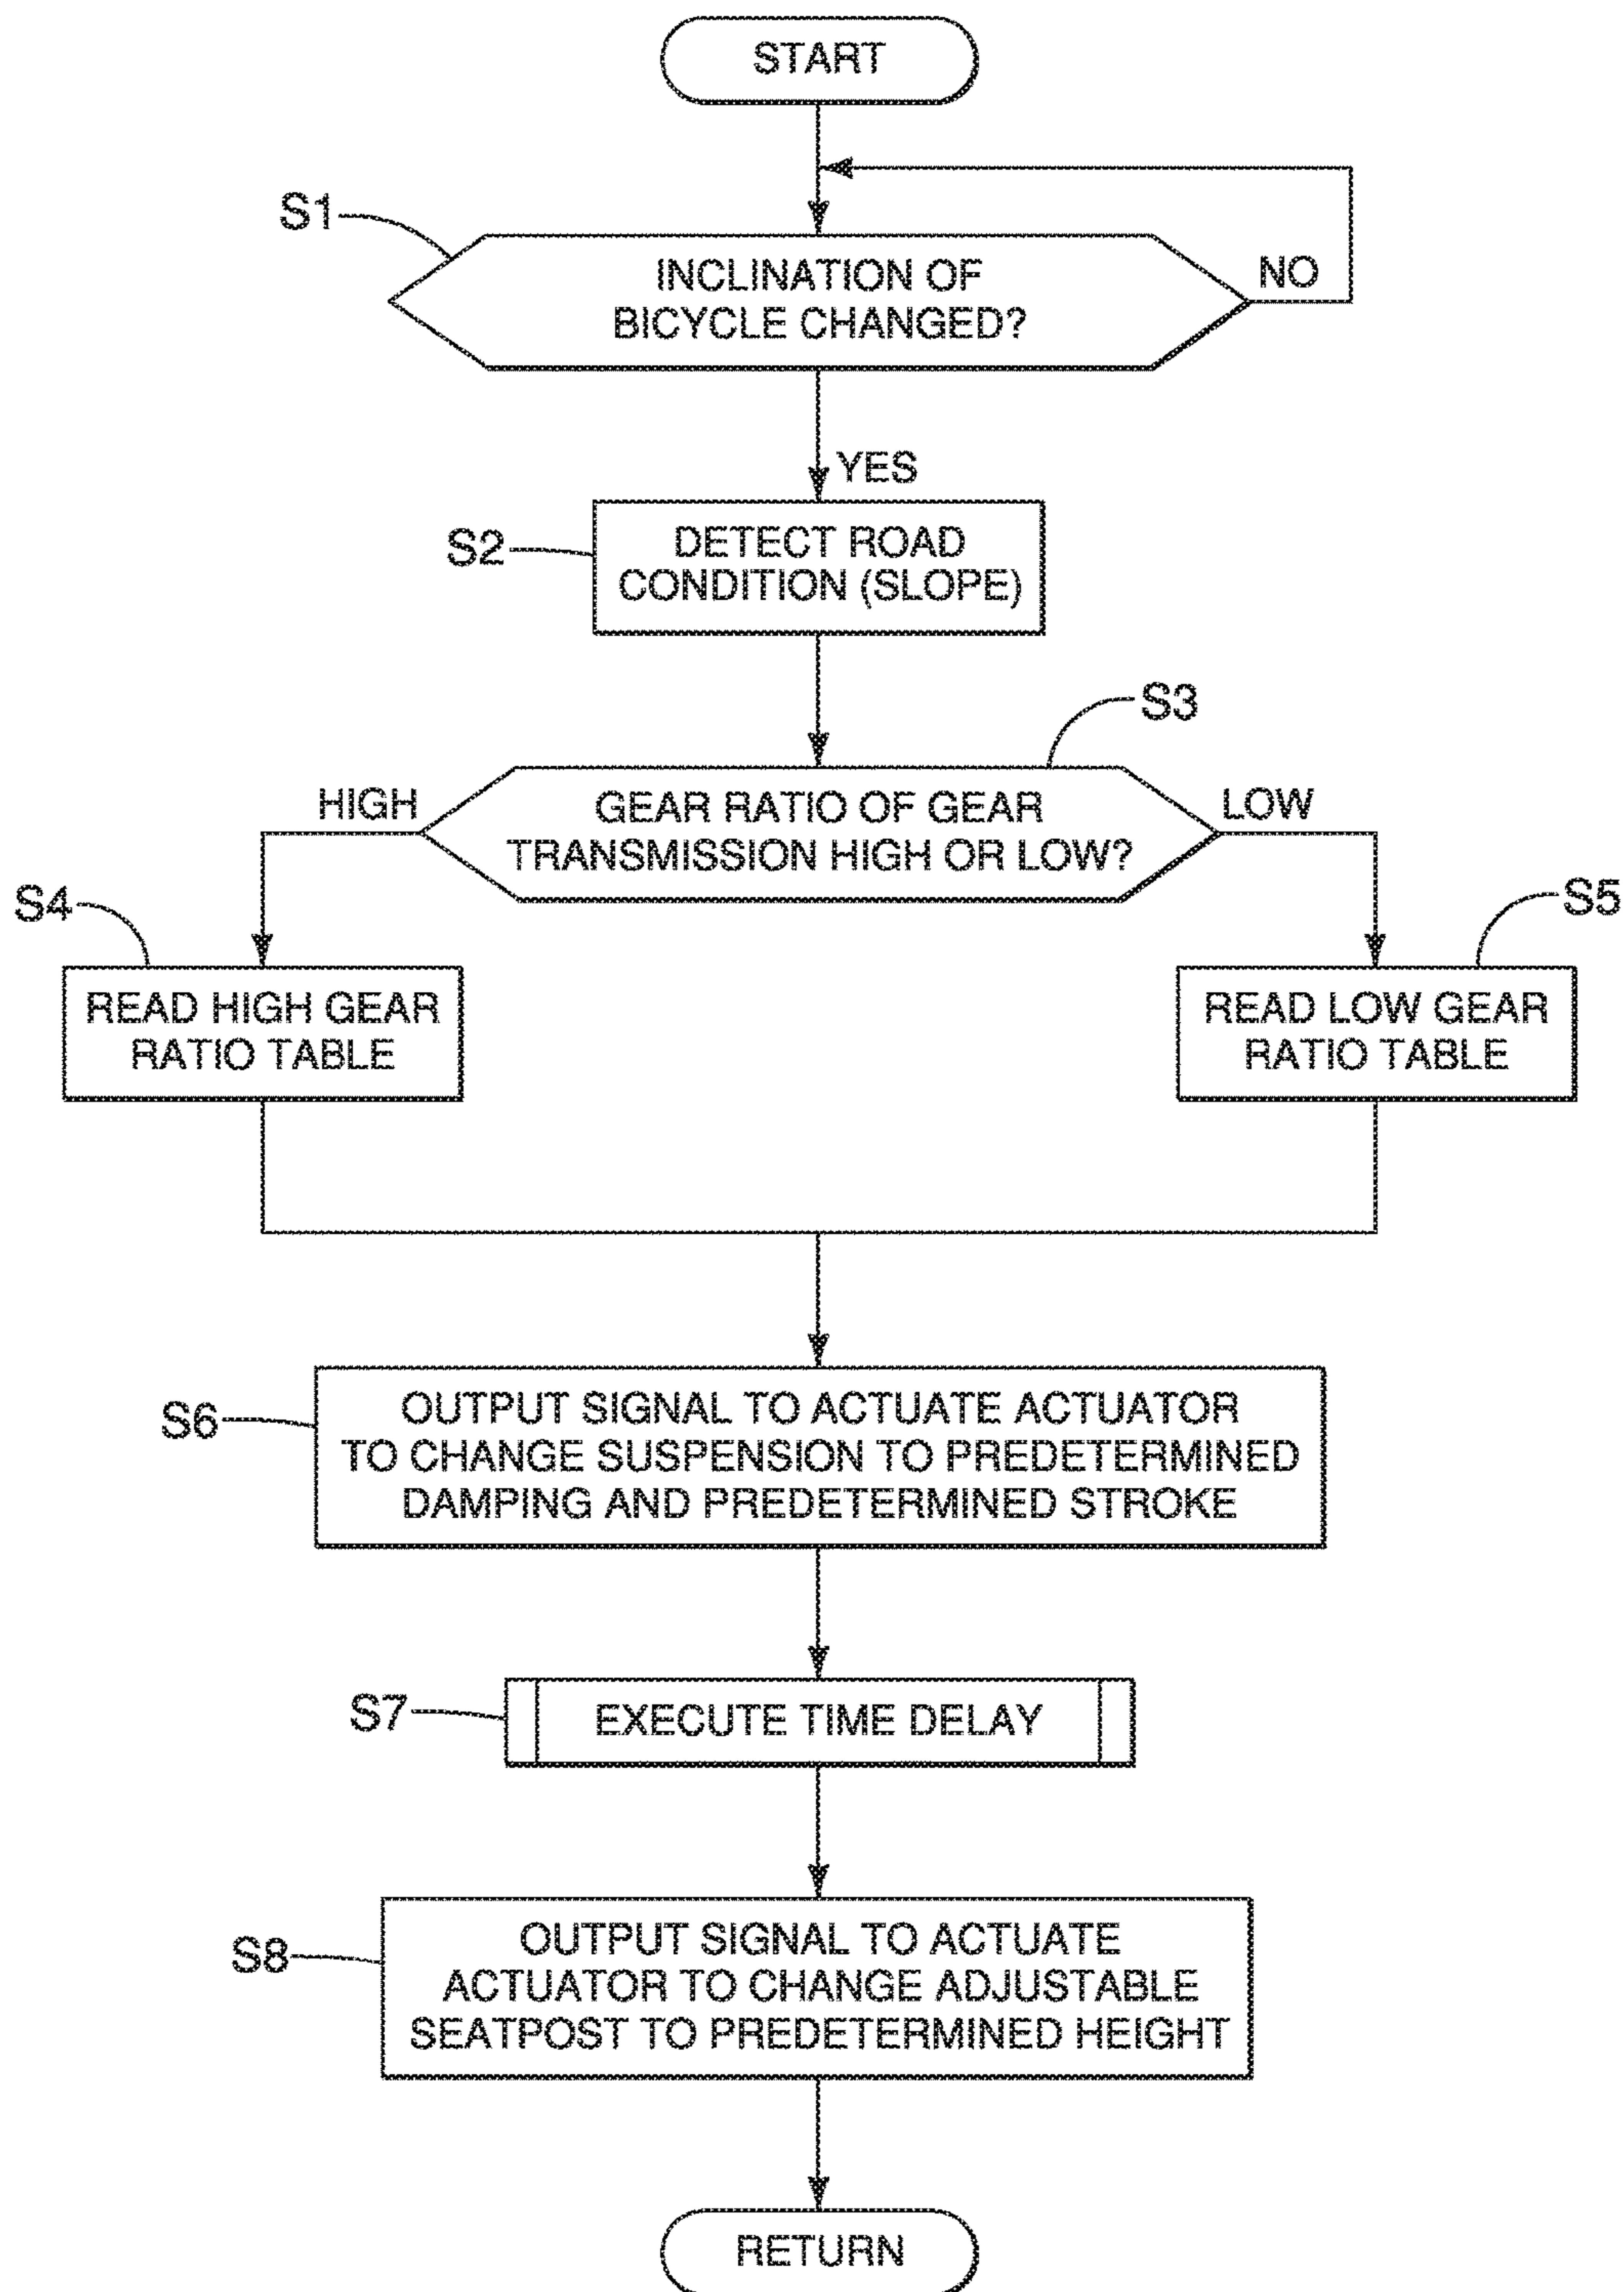 START
S1
INCLINATION OF
BICYCLE CHANGED?
NO
YES
S2
DETECT ROAD
CONDITION (SLOPE)
S3
HIGH
GEAR RATIO OF GEAR
TRANSMISSION HIGH OR LOW?
LOW
S4
READ HIGH GEAR
RATIO TABLE
S5
READ LOW GEAR
RATIO TABLE
S6
OUTPUT SIGNAL TO ACTUATE ACTUATOR
TO CHANGE SUSPENSION TO PREDETERMINED
DAMPING AND PREDETERMINED STROKE
S7
EXECUTE TIME DELAY
S8
OUTPUT SIGNAL TO ACTUATE
ACTUATOR TO CHANGE ADJUSTABLE
SEATPOST TO PREDETERMINED HEIGHT
RETURN